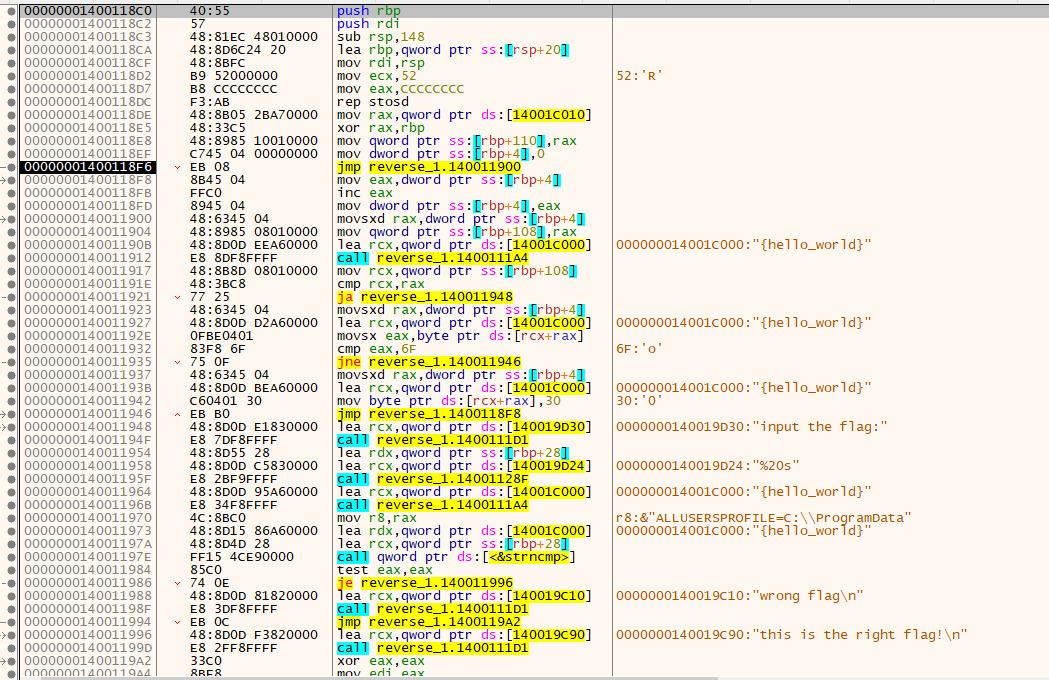 00000001400118C0 40:55 push rbp
00000001400118C2 57 push rdi
00000001400118C3 48:81EC 48010000 sub rsp,148
00000001400118CA 48:8D6C24 20 lea rbp,qword ptr ss:[rsp+20]
00000001400118CF 48:8BFC mov rdi,rsp
00000001400118D2 B9 52000000 mov ecx,52 52:'R'
00000001400118D7 B8 CCCCCCCC mov eax,CCCCCCCC
00000001400118DC F3:AB rep stosd
00000001400118DE 48:8B05 2BA70000 mov rax,qword ptr ds:[14001C010]
00000001400118E5 48:33C5 xor rax,rbp
00000001400118E8 48:8985 10010000 mov qword ptr ss:[rbp+110],rax
00000001400118EF C745 04 00000000 mov dword ptr ss:[rbp+4],0
00000001400118F6 EB 08 jmp reverse_1.140011900
00000001400118F8 8B45 04 mov eax,dword ptr ss:[rbp+4]
00000001400118FB FFC0 inc eax
00000001400118FD 8945 04 mov dword ptr ss:[rbp+4],eax
0000000140011900 48:6345 04 movsxd rax,dword ptr ss:[rbp+4]
0000000140011904 48:8985 08010000 mov qword ptr ss:[rbp+108],rax
000000014001190B 48:8D0D EEA60000 lea rcx,qword ptr ds:[14001C000] 000000014001C000:"{hello_world}"
0000000140011912 E8 8DF8FFFF call reverse_1.1400111A4
0000000140011917 48:8B8D 08010000 mov rcx,qword ptr ss:[rbp+108]
000000014001191E 48:3BC8 cmp rcx,rax
0000000140011921 77 25 ja reverse_1.140011948
0000000140011923 48:6345 04 movsxd rax,dword ptr ss:[rbp+4]
0000000140011927 48:8D0D D2A60000 lea rcx,qword ptr ds:[14001C000] 000000014001C000:"{hello_world}"
000000014001192E 0FBE0401 movsx eax,byte ptr ds:[rcx+rax]
0000000140011932 83F8 6F cmp eax,6F 6F:'o'
0000000140011935 75 0F jne reverse_1.140011946
0000000140011937 48:6345 04 movsxd rax,dword ptr ss:[rbp+4]
000000014001193B 48:8D0D BEA60000 lea rcx,qword ptr ds:[14001C000] 000000014001C000:"{hello_world}"
0000000140011942 C60401 30 mov byte ptr ds:[rcx+rax],30 30:'0'
0000000140011946 EB B0 jmp reverse_1.1400118F8
0000000140011948 48:8D0D E1830000 lea rcx,qword ptr ds:[140019D30] 0000000140019D30:"input the flag:"
000000014001194F E8 7DF8FFFF call reverse_1.1400111D1
0000000140011954 48:8D55 28 lea rdx,qword ptr ss:[rbp+28]
0000000140011958 48:8D0D C5830000 lea rcx,qword ptr ds:[140019D24] 0000000140019D24:"%20s"
000000014001195F E8 2BF9FFFF call reverse_1.14001128F
0000000140011964 48:8D0D 95A60000 lea rcx,qword ptr ds:[14001C000] 000000014001C000:"{hello_world}"
000000014001196B E8 34F8FFFF call reverse_1.1400111A4
0000000140011970 4C:8BC0 mov r8,rax r8:&"ALLUSERSPROFILE=C:\\ProgramData"
0000000140011973 48:8D15 86A60000 lea rdx,qword ptr ds:[14001C000] 000000014001C000:"{hello_world}"
000000014001197A 48:8D4D 28 lea rcx,qword ptr ss:[rbp+28]
000000014001197E FF15 4CE90000 call qword ptr ds:[<&strncmp>]
0000000140011984 85C0 test eax,eax
0000000140011986 74 0E je reverse_1.140011996
0000000140011988 48:8D0D 81820000 lea rcx,qword ptr ds:[140019C10] 0000000140019C10:"wrong flag\n"
000000014001198F E8 3DF8FFFF call reverse_1.1400111D1
0000000140011994 EB 0C jmp reverse_1.1400119A2
0000000140011996 48:8D0D F3820000 lea rcx,qword ptr ds:[140019C90] 0000000140019C90:"this is the right flag!\n"
000000014001199D E8 2FF8FFFF call reverse_1.1400111D1
00000001400119A2 33C0 xor eax,eax
00000001400119A4 8BF8 mov edi,eax